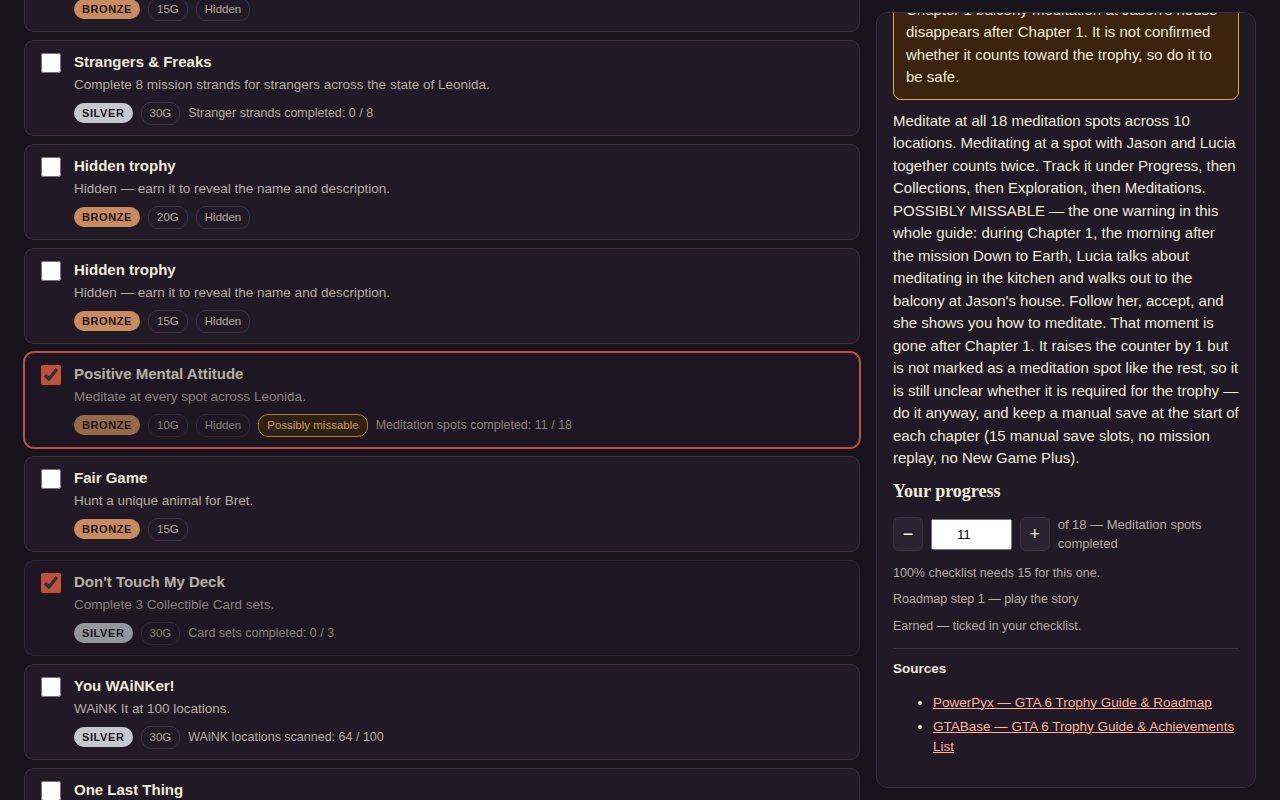 BRONZE 15G Hidden
Strangers & Freaks
Complete 8 mission strands for strangers across the state of Leonida.
SILVER 30G Stranger strands completed: 0 / 8
Hidden trophy
Hidden — earn it to reveal the name and description.
BRONZE 20G Hidden
Hidden trophy
Hidden — earn it to reveal the name and description.
BRONZE 15G Hidden
Positive Mental Attitude
Meditate at every spot across Leonida.
BRONZE 10G Hidden Possibly missable Meditation spots completed: 11 / 18
Fair Game
Hunt a unique animal for Bret.
BRONZE 15G
Don't Touch My Deck
Complete 3 Collectible Card sets.
SILVER 30G Card sets completed: 0 / 3
You WAiNKer!
WAiNK It at 100 locations.
SILVER 30G WAiNK locations scanned: 64 / 100
One Last Thing
Chapter 1 balcony meditation at Jason's house
disappears after Chapter 1. It is not confirmed
whether it counts toward the trophy, so do it to
be safe.
Meditate at all 18 meditation spots across 10
locations. Meditating at a spot with Jason and Lucia
together counts twice. Track it under Progress, then
Collections, then Exploration, then Meditations.
POSSIBLY MISSABLE — the one warning in this
whole guide: during Chapter 1, the morning after
the mission Down to Earth, Lucia talks about
meditating in the kitchen and walks out to the
balcony at Jason's house. Follow her, accept, and
she shows you how to meditate. That moment is
gone after Chapter 1. It raises the counter by 1 but
is not marked as a meditation spot like the rest, so it
is still unclear whether it is required for the trophy —
do it anyway, and keep a manual save at the start of
each chapter (15 manual save slots, no mission
replay, no New Game Plus).
Your progress
− 11 + of 18 — Meditation spots
completed
100% checklist needs 15 for this one.
Roadmap step 1 — play the story
Earned — ticked in your checklist.
Sources
• PowerPyx — GTA 6 Trophy Guide & Roadmap
• GTABase — GTA 6 Trophy Guide & Achievements
List